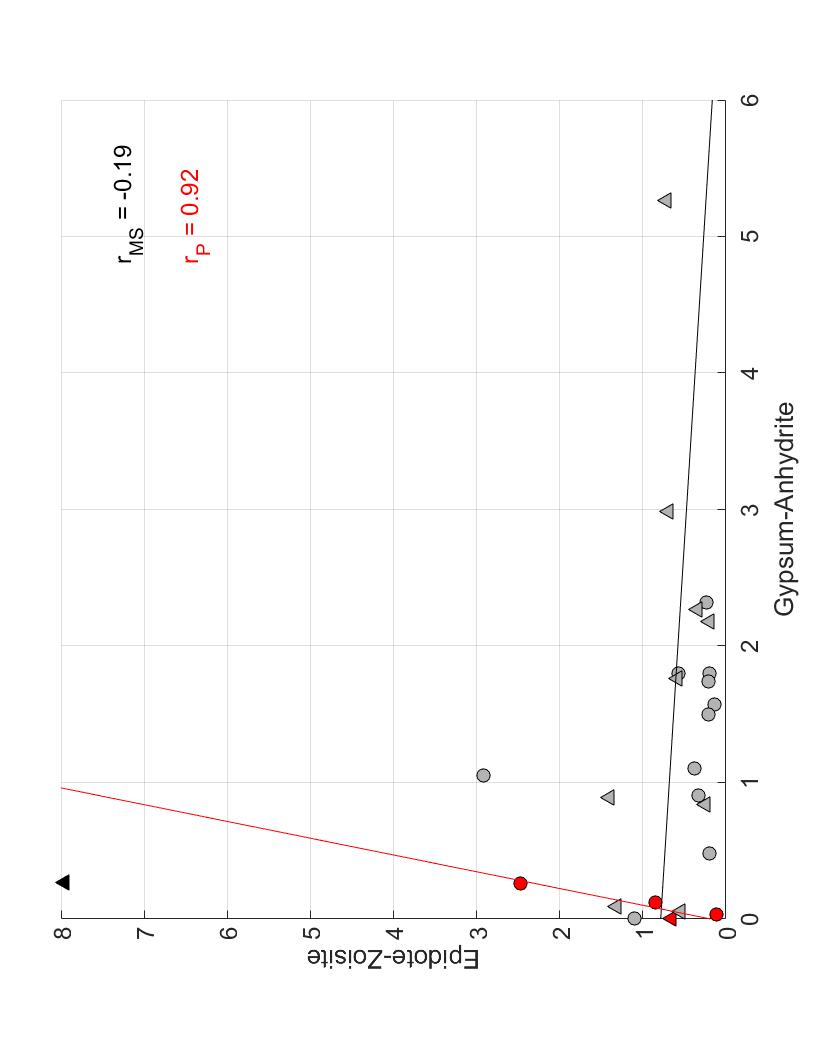 8
7
6
5
4
3
2
1
0
Epidote-Zoisite
r_MS = -0.19
r_P = 0.92
0 1 2 3 4 5 6
Gypsum-Anhydrite